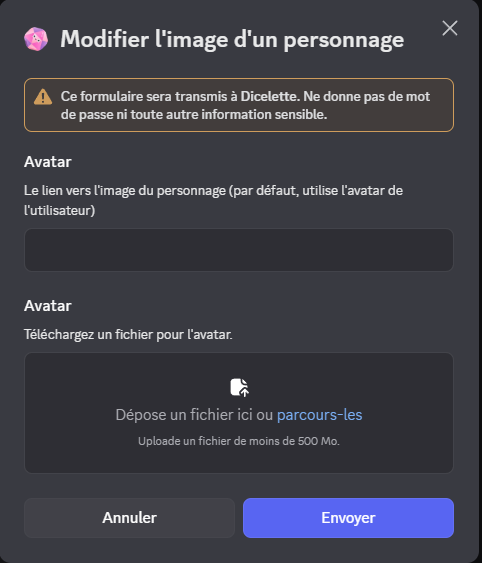 Modifier l'image d'un personnage
Ce formulaire sera transmis à Dicelette. Ne donne pas de mot
de passe ni toute autre information sensible.
Avatar
Le lien vers l'image du personnage (par défaut, utilise l'avatar de
l'utilisateur)
Avatar
Téléchargez un fichier pour l'avatar.
Dépose un fichier ici ou parcours-les
Uploade un fichier de moins de 500 Mo.
Annuler
Envoyer